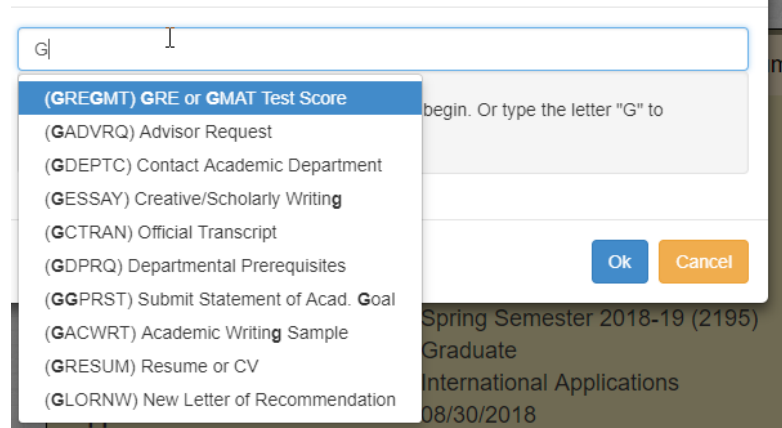 G
(GREGMT) GRE or GMAT Test Score
begin. Or type the letter "G" to
(GADVRQ) Advisor Request
(GDEPTC) Contact Academic Department
(GESSAY) Creative/Scholarly Writing
(GCTRAN) Official Transcript
(GDPRQ) Departmental Prerequisites
Ok Cancel
(GGPRST) Submit Statement of Acad. Goal
Spring Semester 2018-19 (2195)
(GACWRT) Academic Writing Sample
Graduate
(GRESUM) Resume or CV
International Applications
(GLORNW) New Letter of Recommendation
08/30/2018